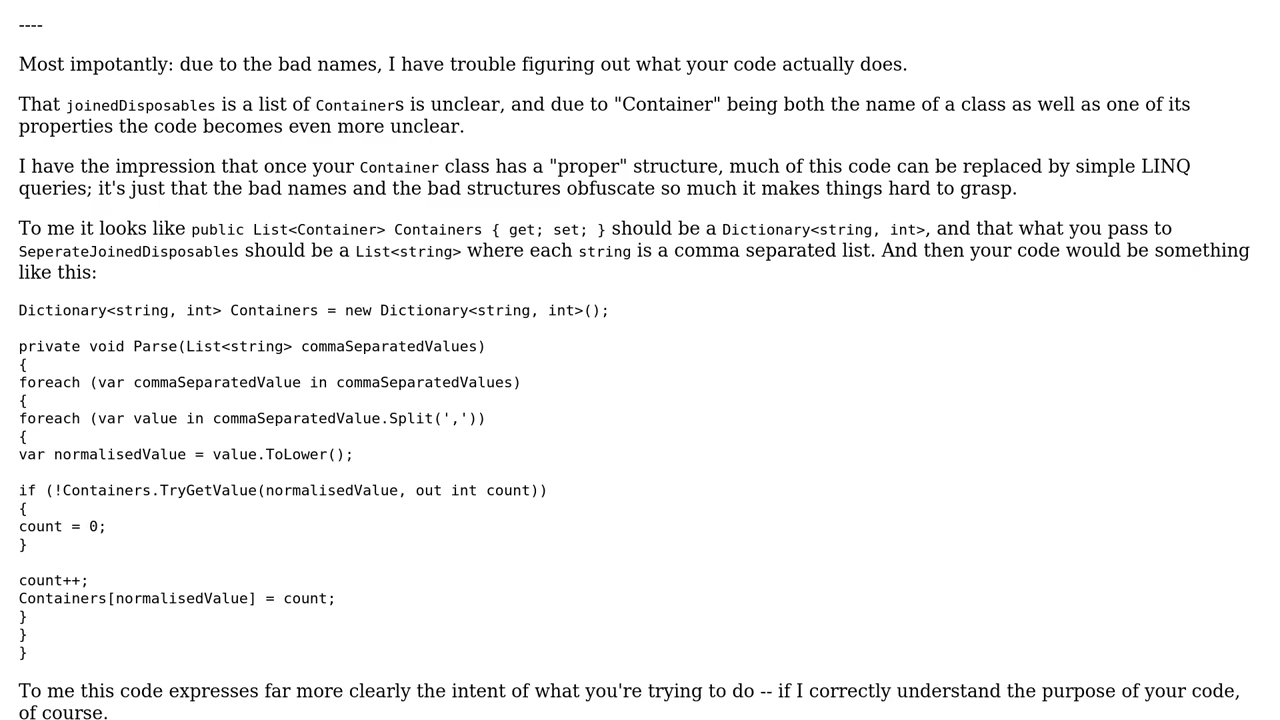 ----
Most impotantly: due to the bad names, I have trouble figuring out what your code actually does.
That joinedDisposables is a list of Containers is unclear, and due to "Container" being both the name of a class as well as one of its
properties the code becomes even more unclear.
I have the impression that once your Container class has a "proper" structure, much of this code can be replaced by simple LINQ
queries; it's just that the bad names and the bad structures obfuscate so much it makes things hard to grasp.
To me it looks like public List<Container> Containers { get; set; } should be a Dictionary<string, int>, and that what you pass to
SeperateJoinedDisposables should be a List<string> where each string is a comma separated list. And then your code would be something
like this:
Dictionary<string, int> Containers = new Dictionary<string, int>();
private void Parse(List<string> commaSeparatedValues)
{
foreach (var commaSeparatedValue in commaSeparatedValues)
{
foreach (var value in commaSeparatedValue.Split(','))
{
var normalisedValue = value.ToLower();
if (!Containers.TryGetValue(normalisedValue, out int count))
{
count = 0;
}
count++;
Containers[normalisedValue] = count;
}
}
}
To me this code expresses far more clearly the intent of what you're trying to do -- if I correctly understand the purpose of your code,
of course.